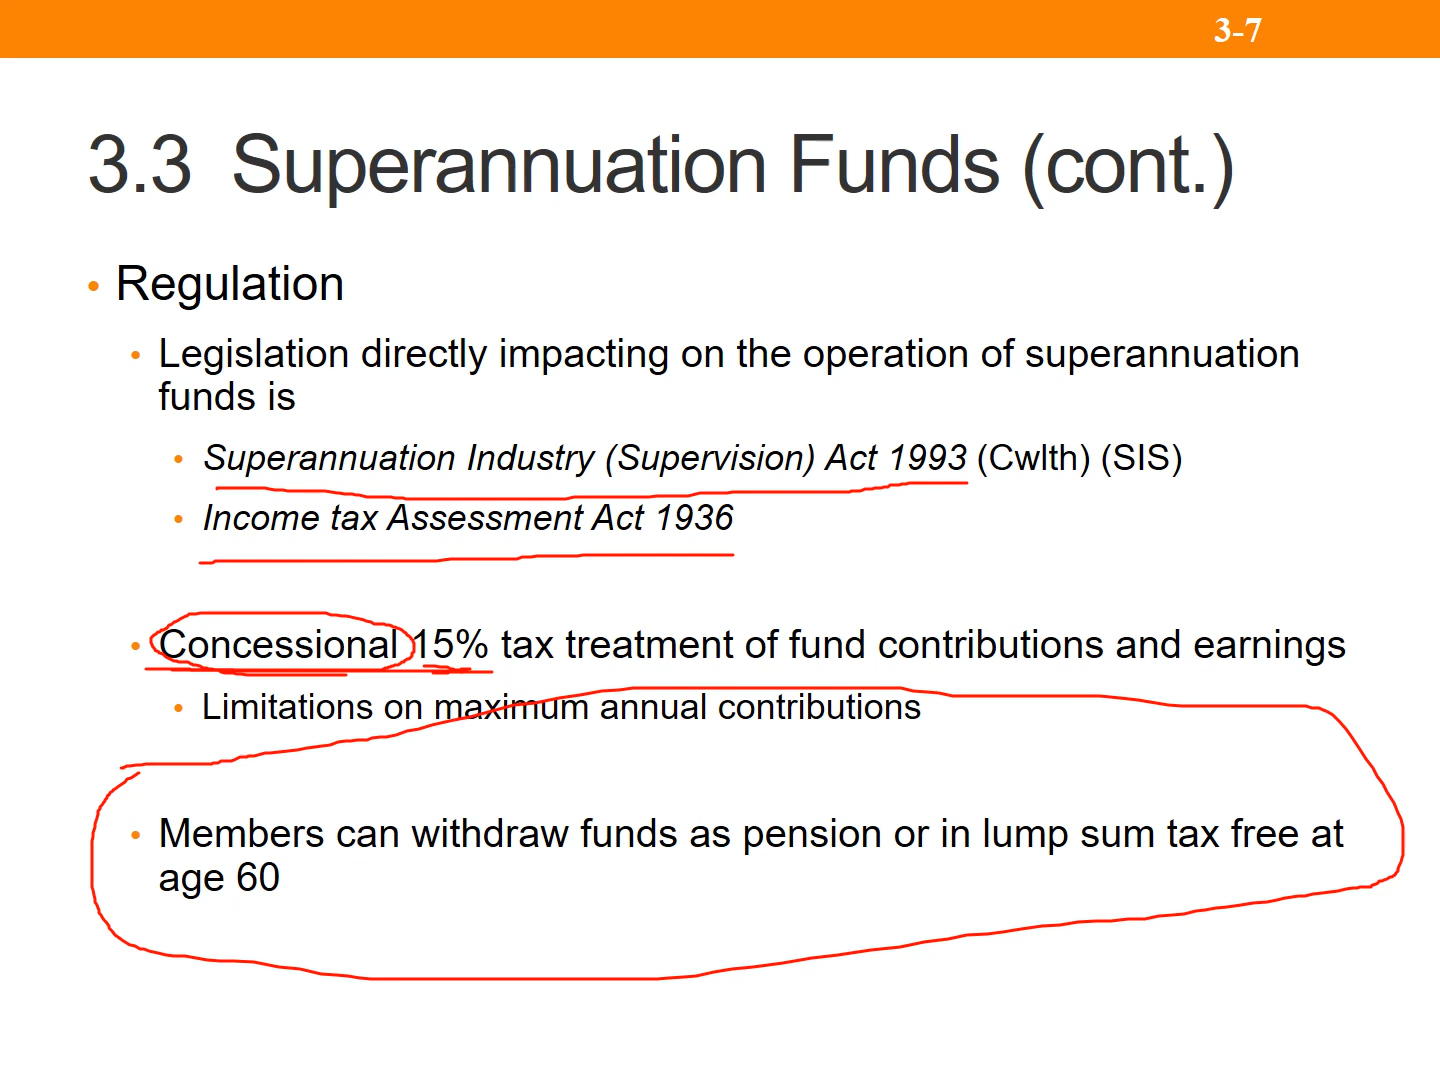 3-7
3.3 Superannuation Funds (cont.)
• Regulation
• Legislation directly impacting on the operation of superannuation
funds is
• Superannuation Industry (Supervision) Act 1993 (Cwlth) (SIS)
• Income tax Assessment Act 1936
• Concessional 15% tax treatment of fund contributions and earnings
• Limitations on maximum annual contributions
• Members can withdraw funds as pension or in lump sum tax free at
age 60